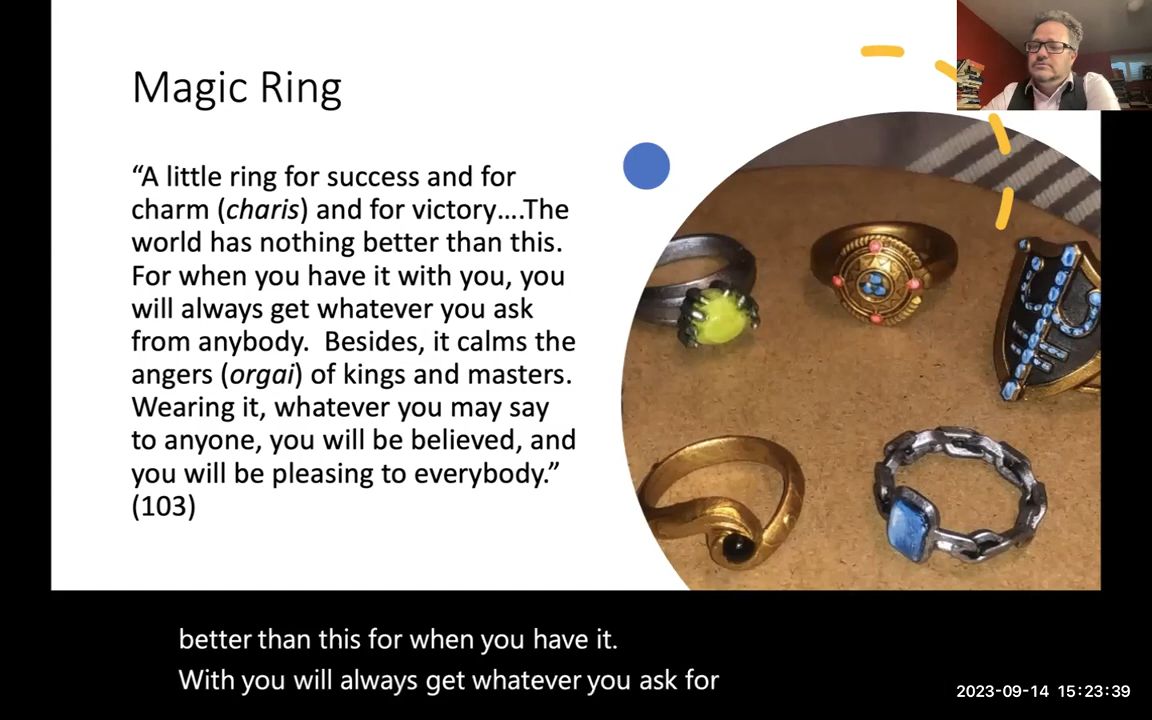 Magic Ring
“A little ring for success and for
charm (charis) and for victory….The
world has nothing better than this.
For when you have it with you, you
will always get whatever you ask
from anybody.  Besides, it calms the
angers (orgai) of kings and masters.
Wearing it, whatever you may say
to anyone, you will be believed, and
you will be pleasing to everybody.”
(103)
better than this for when you have it.
With you will always get whatever you ask for
2023-09-14 15:23:39